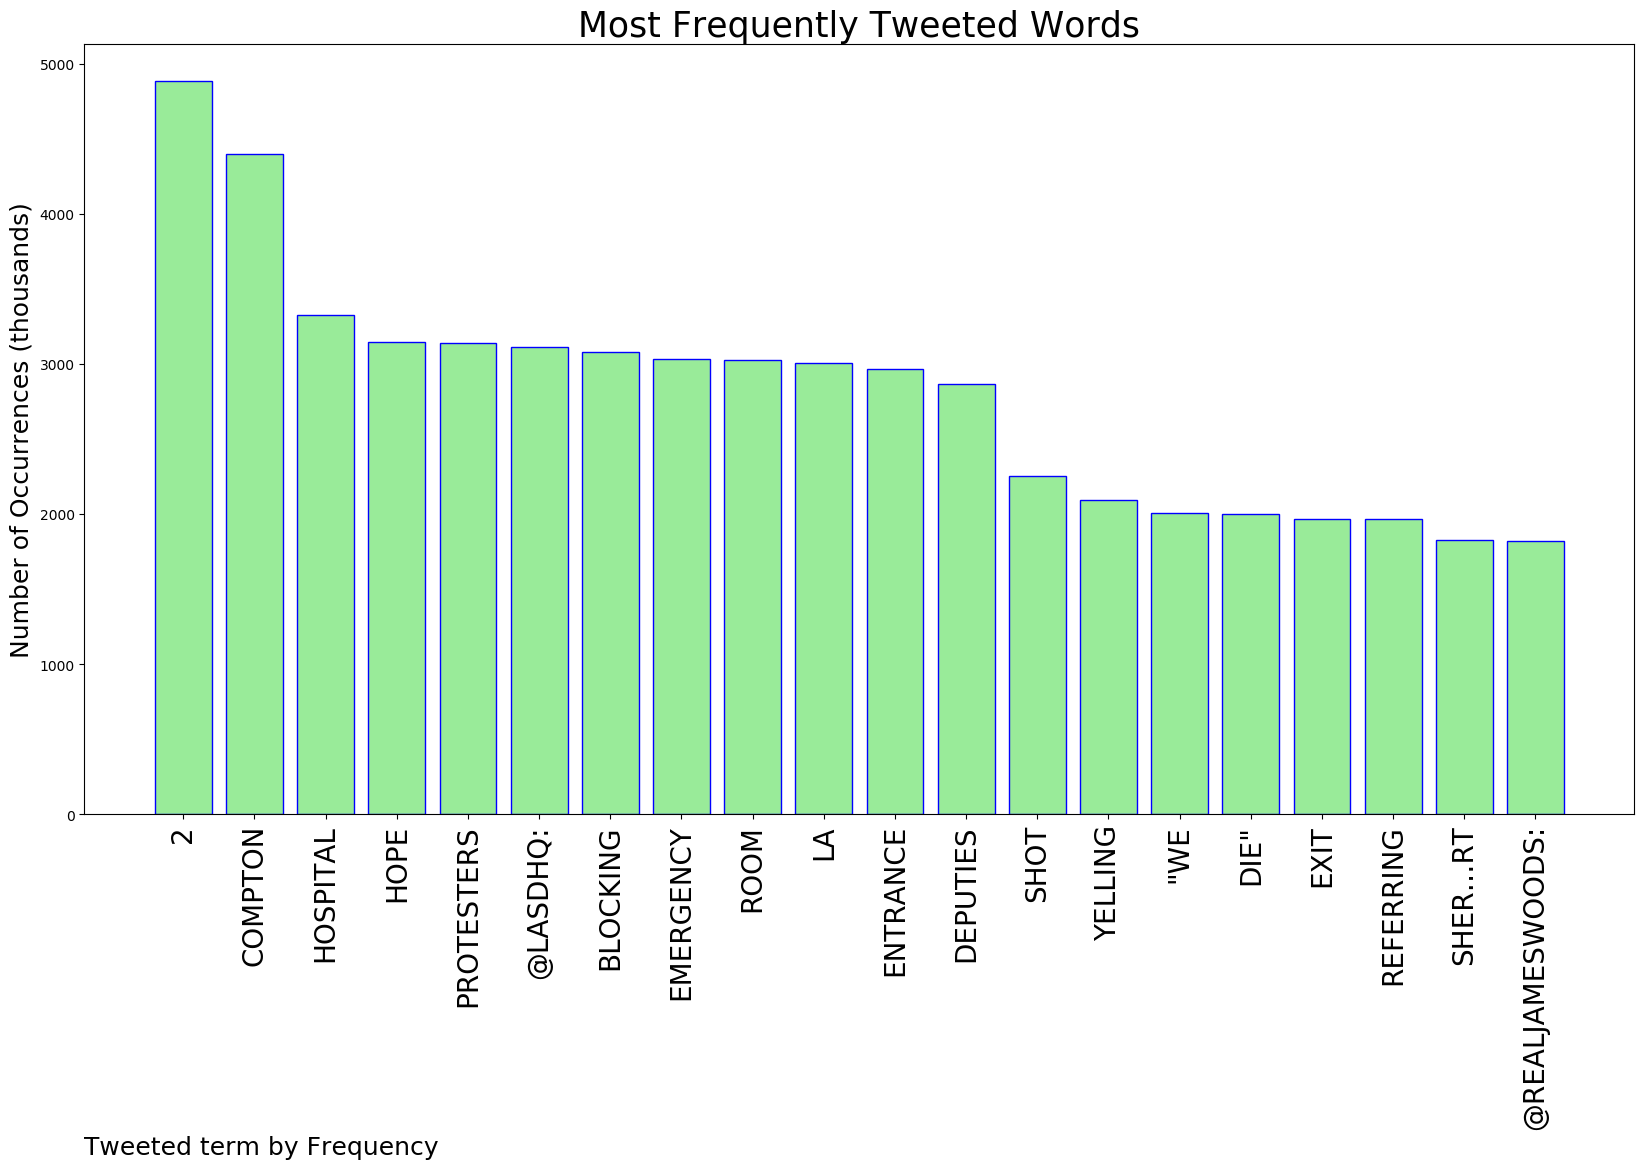 Most Frequently Tweeted Words
Number of Occurrences (thousands)
5000
4000
3000
2000
1000
0
2
COMPTON
HOSPITAL
HOPE
PROTESTERS
@LASDHQ:
BLOCKING
EMERGENCY
ROOM
LA
ENTRANCE
DEPUTIES
SHOT
YELLING
"WE
DIE"
EXIT
REFERRING
SHER...RT
@REALJAMESWOODS:
Tweeted term by Frequency